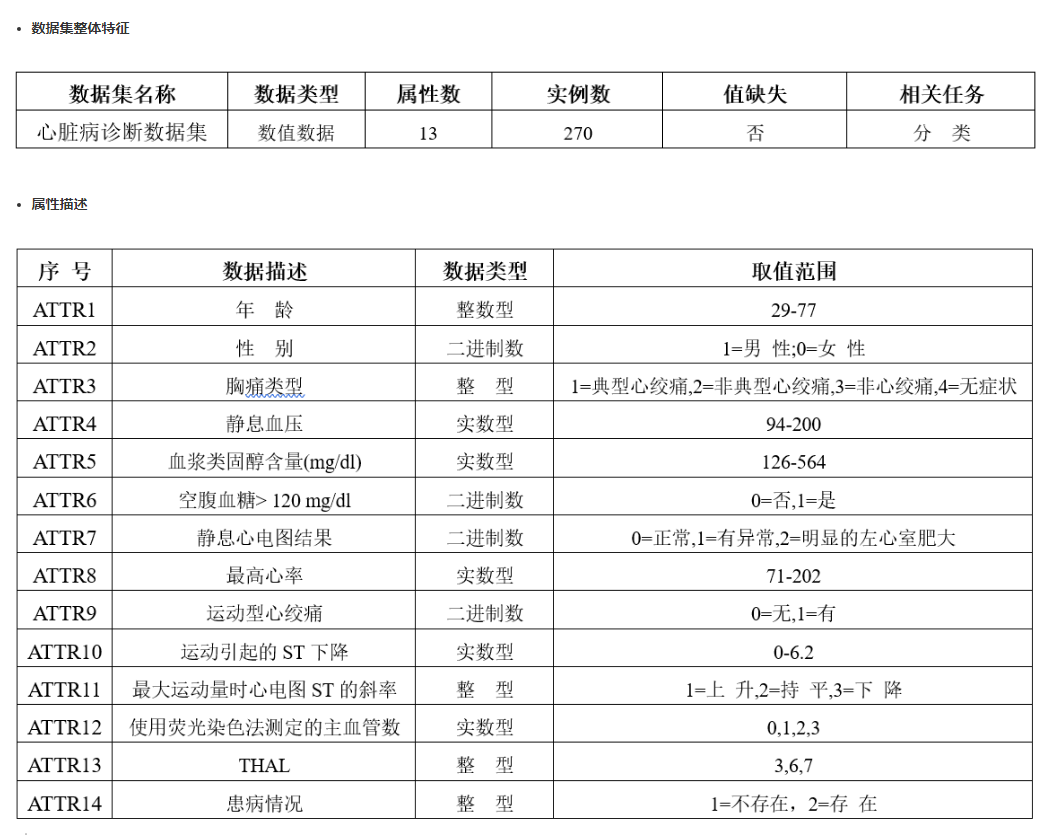 • 数据集整体特征
数据集名称 数据类型 属性数 实例数 值缺失 相关任务
心脏病诊断数据集 数值数据 13 270 否 分 类
• 属性描述
序 号 数据描述 数据类型 取值范围
ATTR1 年 龄 整数型 29-77
ATTR2 性 别 二进制数 1=男 性;0=女 性
ATTR3 胸痛类型 整 型 1=典型心绞痛,2=非典型心绞痛,3=非心绞痛,4=无症状
ATTR4 静息血压 实数型 94-200
ATTR5 血浆类固醇含量(mg/dl) 实数型 126-564
ATTR6 空腹血糖> 120 mg/dl 二进制数 0=否,1=是
ATTR7 静息心电图结果 二进制数 0=正常,1=有异常,2=明显的左心室肥大
ATTR8 最高心率 实数型 71-202
ATTR9 运动型心绞痛 二进制数 0=无,1=有
ATTR10 运动引起的 ST 下降 实数型 0-6.2
ATTR11 最大运动量时心电图 ST 的斜率 整 型 1=上 升,2=持 平,3=下 降
ATTR12 使用荧光染色法测定的主血管数 实数型 0,1,2,3
ATTR13 THAL 整 型 3,6,7
ATTR14 患病情况 整 型 1=不存在，2=存 在